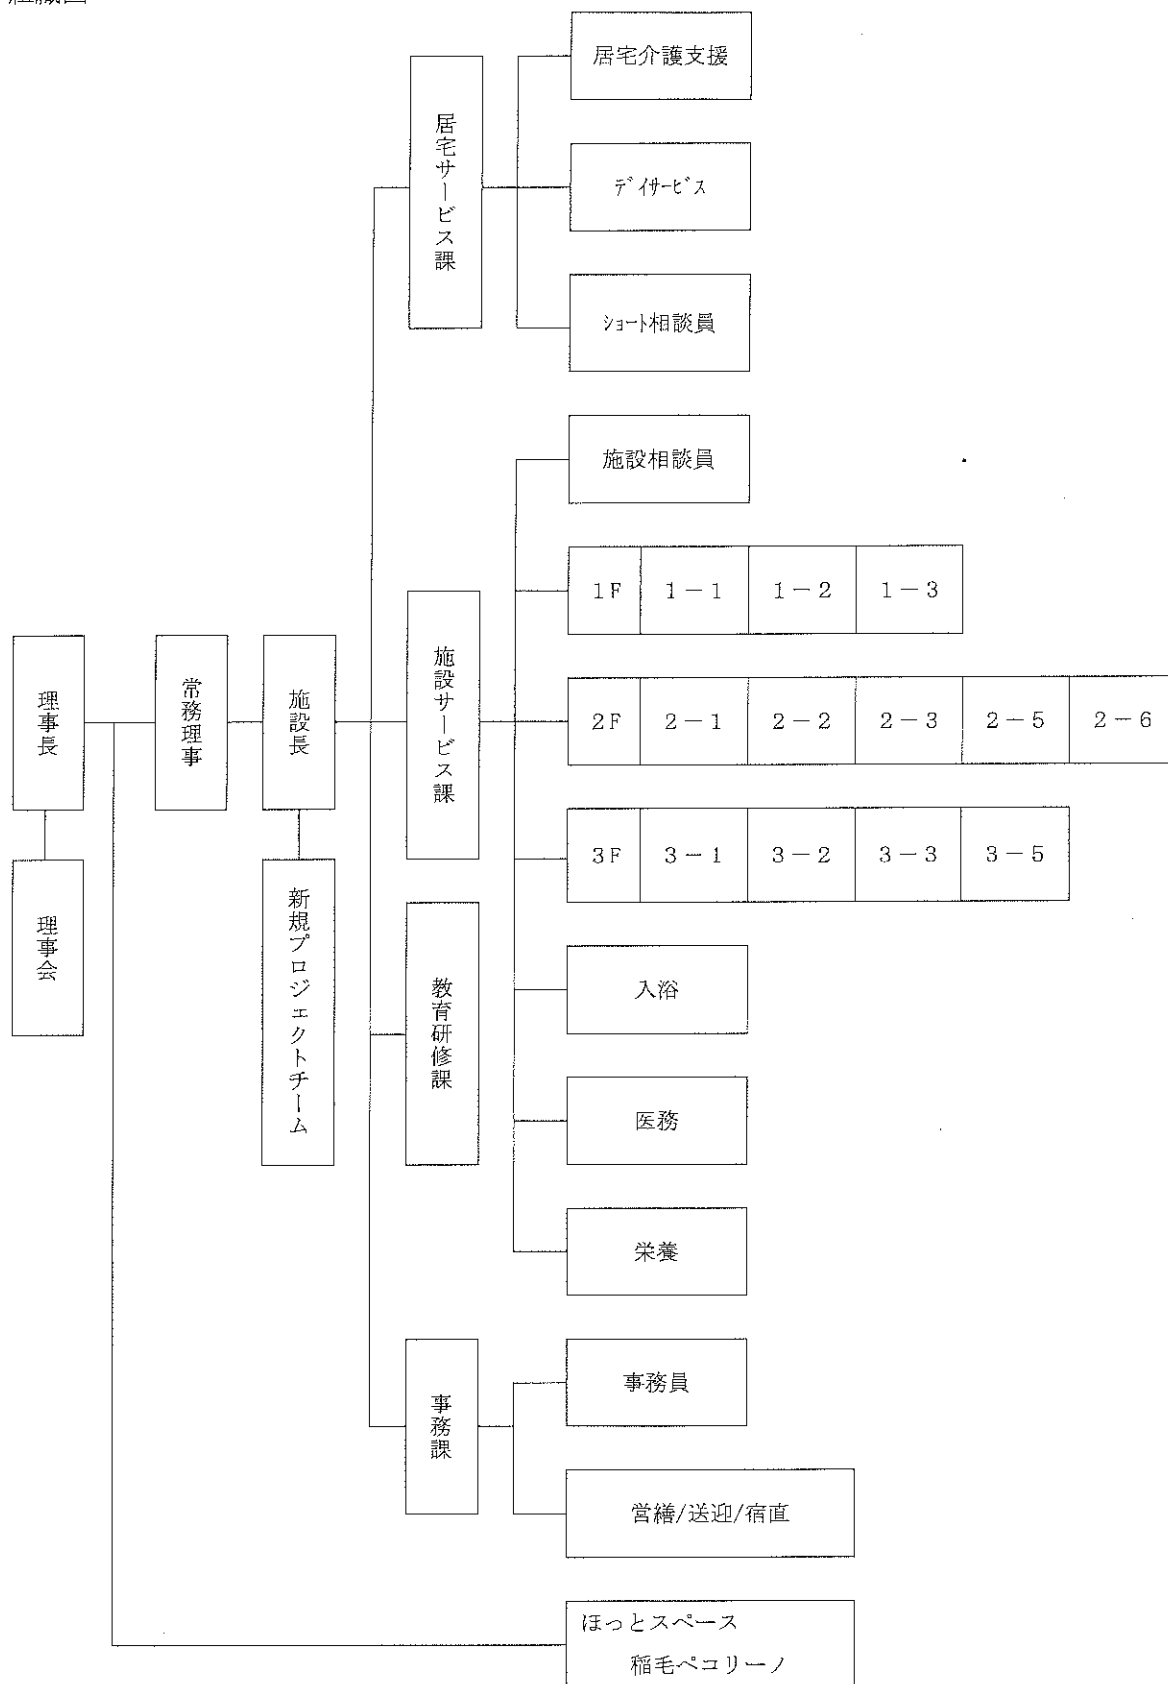 組織図
居宅介護支援
居宅サービス課
デイサービス
ショート相談員
施設相談員
1F 1-1 1-2 1-3
理事長
常務理事
施設長
施設サービス課
2F 2-1 2-2 2-3 2-5 2-6
3F 3-1 3-2 3-3 3-5
理事会
新規プロジェクトチーム
教育研修課
入浴
医務
栄養
事務課
事務員
営繕/送迎/宿直
ほっとスペース
稲毛ペコリーノ